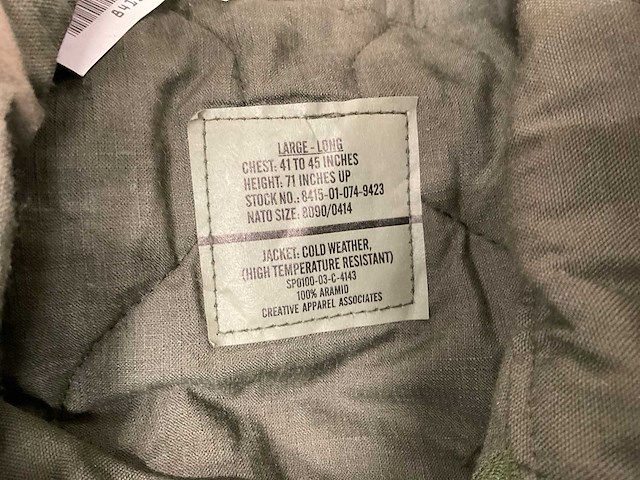 LARGE - LONG
CHEST: 41 TO 45 INCHES
HEIGHT: 71 INCHES UP
STOCK NO.: 8415-01-074-9423
NATO SIZE: 8090/0414
JACKET: COLD WEATHER,
(HIGH TEMPERATURE RESISTANT)
SPO100-03-C-4143
100% ARAMID
CREATIVE APPAREL ASSOCIATES